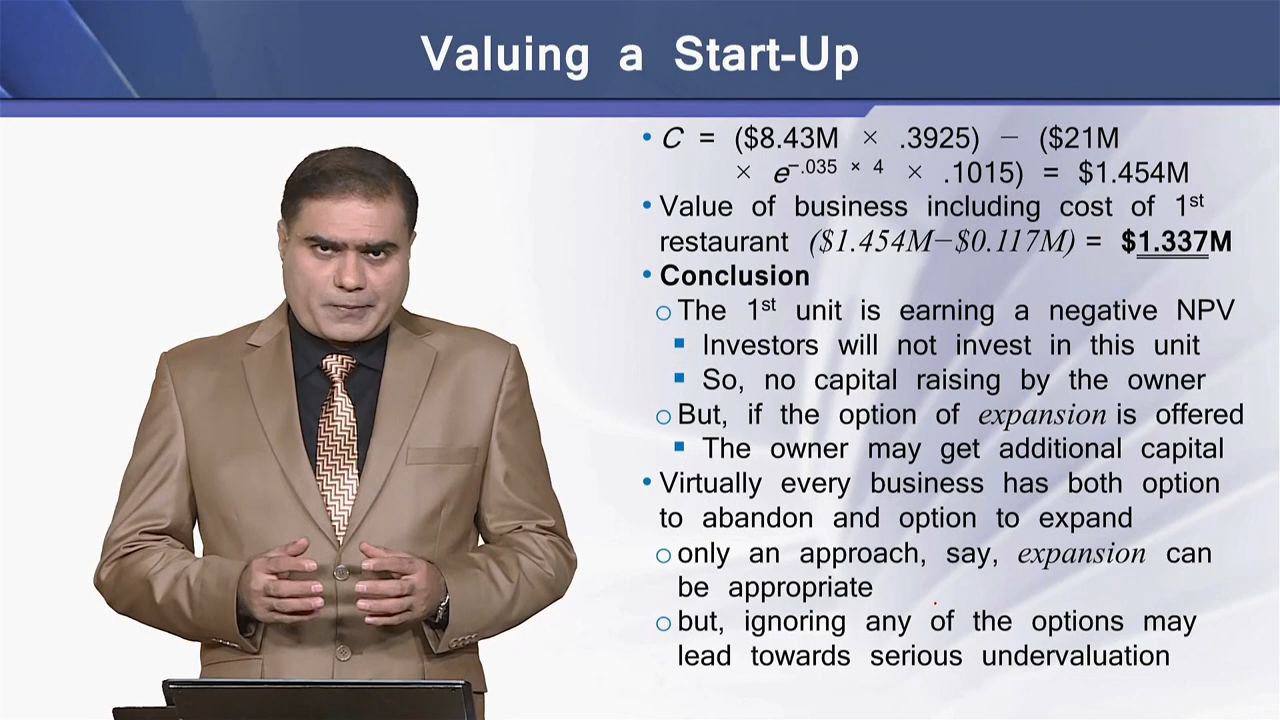 Valuing a Start-Up
• C = ($8.43M × .3925) − ($21M
× e^−.035 × 4 × .1015) = $1.454M
• Value of business including cost of 1st
restaurant ($1.454M−$0.117M) = $1.337M
• Conclusion
o The 1st unit is earning a negative NPV
▪ Investors will not invest in this unit
▪ So, no capital raising by the owner
o But, if the option of expansion is offered
▪ The owner may get additional capital
• Virtually every business has both option
to abandon and option to expand
o only an approach, say, expansion can
be appropriate
o but, ignoring any of the options may
lead towards serious undervaluation